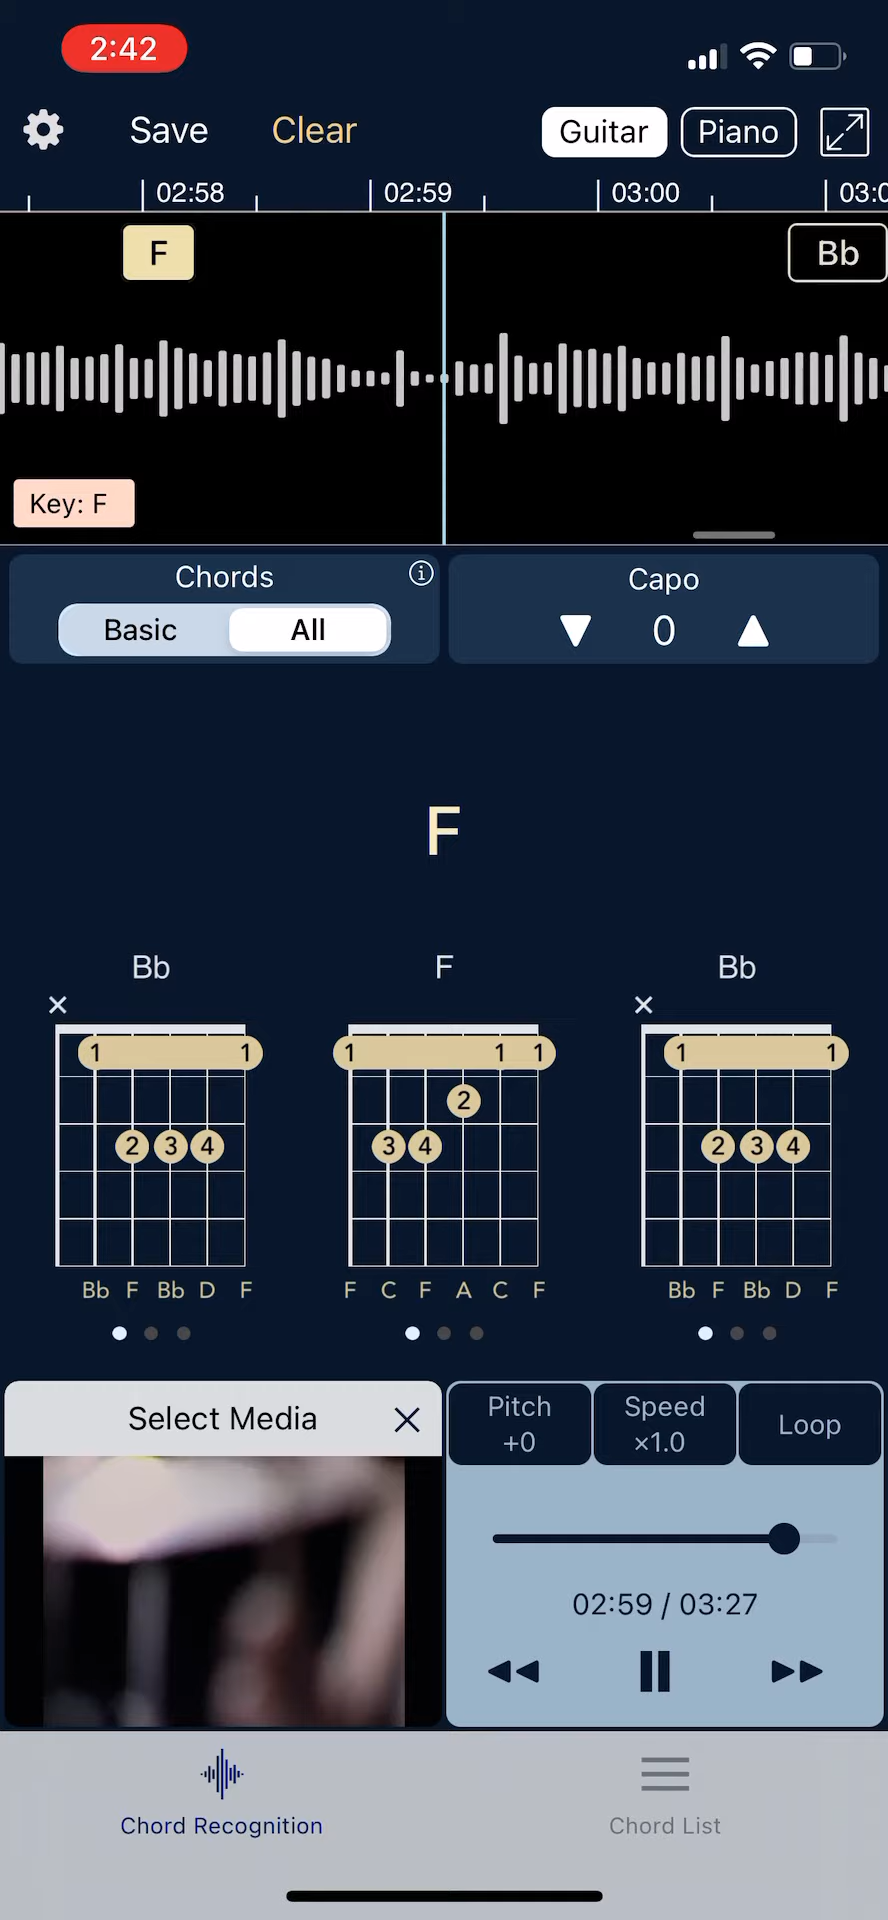 2:42
Save Clear Guitar Piano
02:58 02:59 03:00 03:0
F Bb
Key: F
Chords Capo
Basic All 0
F
Bb F Bb
× ×
1 1 1 1 1 1 1
2
2 3 4 3 4 2 3 4
Bb F Bb D F F C F A C F Bb F Bb D F
Select Media
Pitch Speed Loop
+0 ×1.0
02:59 / 03:27
Chord Recognition Chord List